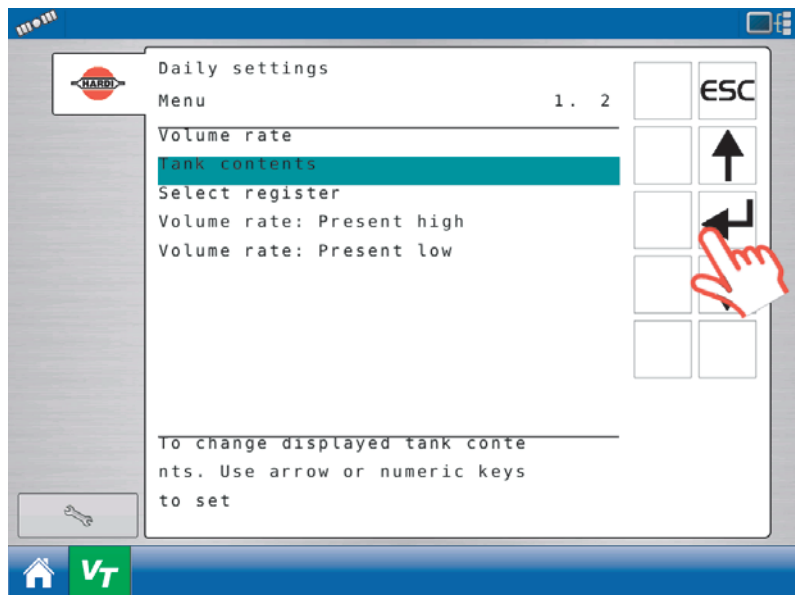 HARDI
Daily settings
Menu 1. 2
ESC
Volume rate
Tank contents
Select register
Volume rate: Present high
Volume rate: Present low
To change displayed tank conte
nts. Use arrow or numeric keys
to set
VT